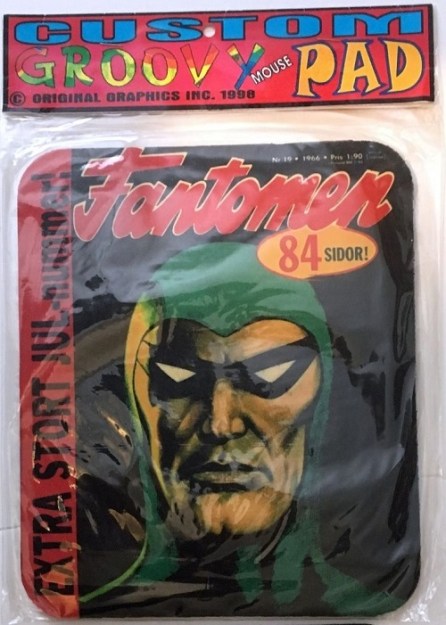 CUSTOM
GROOVY MOUSE PAD
© ORIGINAL GRAPHICS INC. 1998
Nr 19 • 1966 • Pris 1:90
Fantomen
84 SIDOR!
EXTRA STORT JUL-nummer!